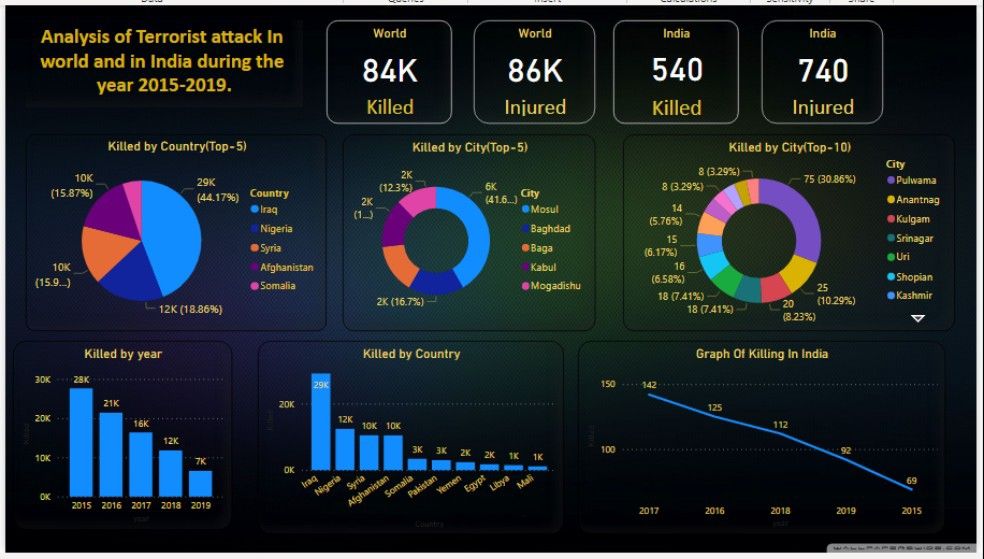 Data
Queries
Insert
Calculations
Sensitivity
Share
Analysis of Terrorist attack In
world and in India during the
year 2015-2019.
World
84K
Killed
World
86K
Injured
India
540
Killed
India
740
Injured
Killed by Country(Top-5)
29K
(44.17%)
12K (18.86%)
10K
(15.9...)
10K
(15.87%)
Country
Iraq
Nigeria
Syria
Afghanistan
Somalia
Killed by City(Top-5)
6K
(41.6...)
2K (16.7%)
2K
(1...)
2K
(12.3%)
City
Mosul
Baghdad
Baga
Kabul
Mogadishu
Killed by City(Top-10)
75 (30.86%)
25
(10.29%)
20
(8.23%)
18 (7.41%)
18 (7.41%)
16
(6.58%)
15
(6.17%)
14
(5.76%)
8 (3.29%)
8 (3.29%)
City
Pulwama
Anantnag
Kulgam
Srinagar
Uri
Shopian
Kashmir
Killed by year
30K
20K
10K
0K
28K
21K
16K
12K
7K
2015
2016
2017
2018
2019
year
Killed by Country
20K
0K
29K
12K
10K
10K
3K
3K
2K
2K
1K
1K
Iraq
Nigeria
Syria
Afghanistan
Somalia
Pakistan
Yemen
Egypt
Libya
Mali
Country
Graph Of Killing In India
150
100
142
125
112
92
69
2017
2016
2018
2019
2015
year